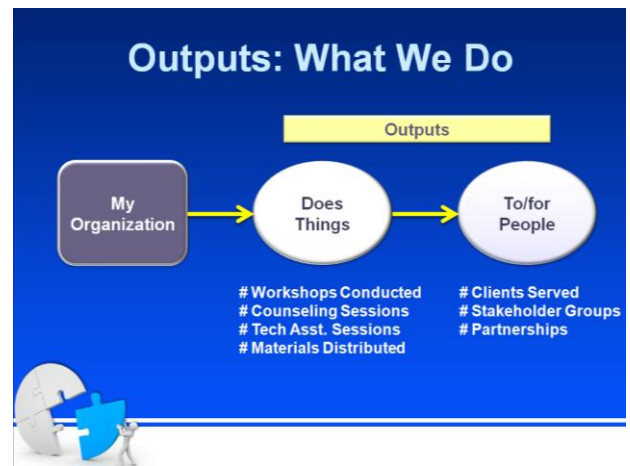 Outputs: What We Do
Outputs
My
Organization
Does
Things
To/for
People
# Workshops Conducted
# Counseling Sessions
# Tech Asst. Sessions
# Materials Distributed
# Clients Served
# Stakeholder Groups
# Partnerships